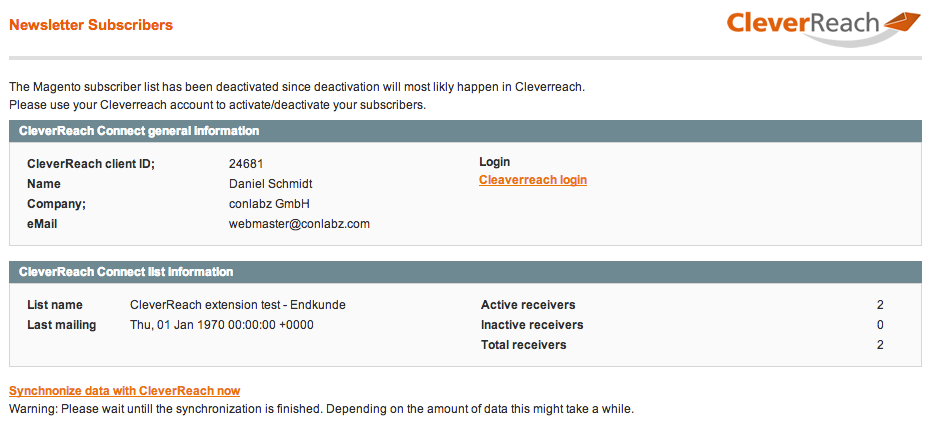 Newsletter Subscribers
CleverReach
The Magento subscriber list has been deactivated since deactivation will most likly happen in Cleverreach.
Please use your Cleverreach account to activate/deactivate your subscribers.
CleverReach Connect general information
CleverReach client ID; 24681 Login
Name Daniel Schmidt Cleaverreach login
Company; conlabz GmbH
eMail webmaster@conlabz.com
CleverReach Connect list information
List name CleverReach extension test - Endkunde Active receivers 2
Last mailing Thu, 01 Jan 1970 00:00:00 +0000 Inactive receivers 0
Total receivers 2
Synchnonize data with CleverReach now
Warning: Please wait untill the synchronization is finished. Depending on the amount of data this might take a while.